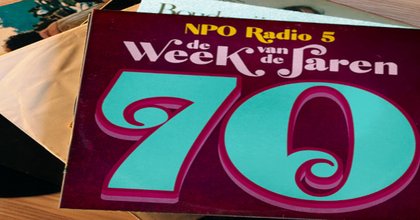 NPO Radio 5
de Week van de Jaren
70